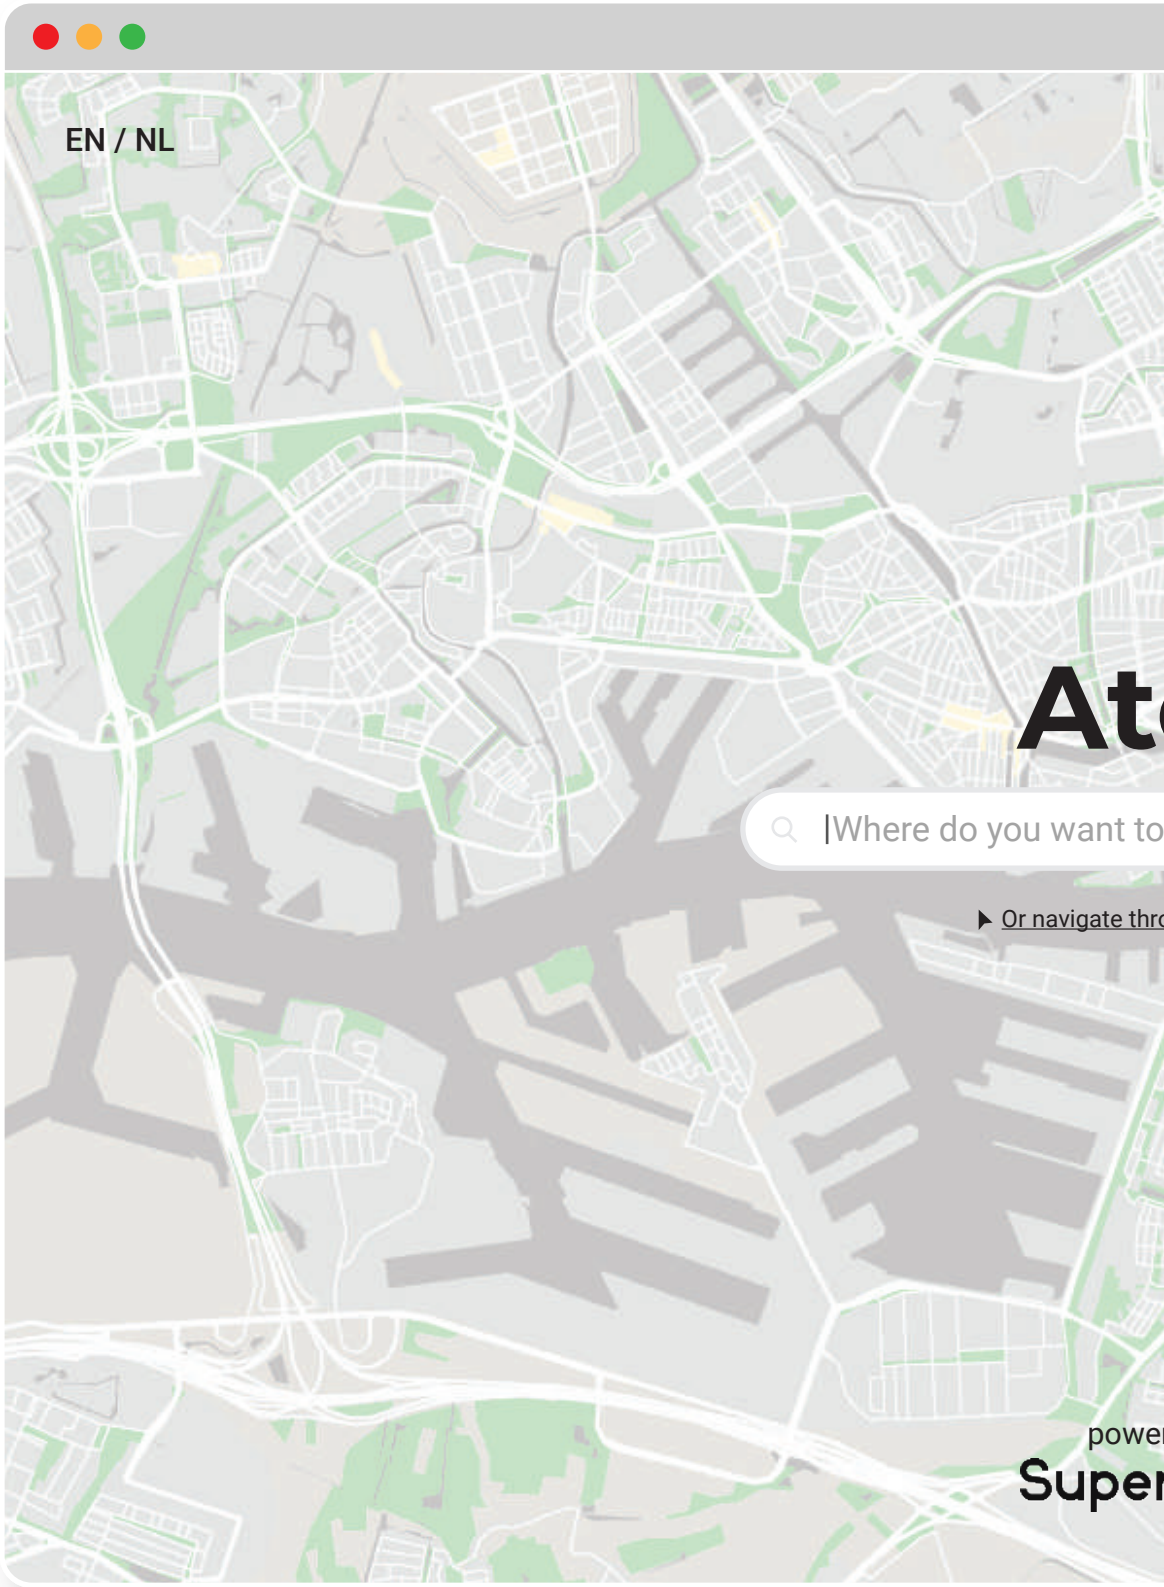 EN / NL
At
Where do you want to
Or navigate thr
power
Super